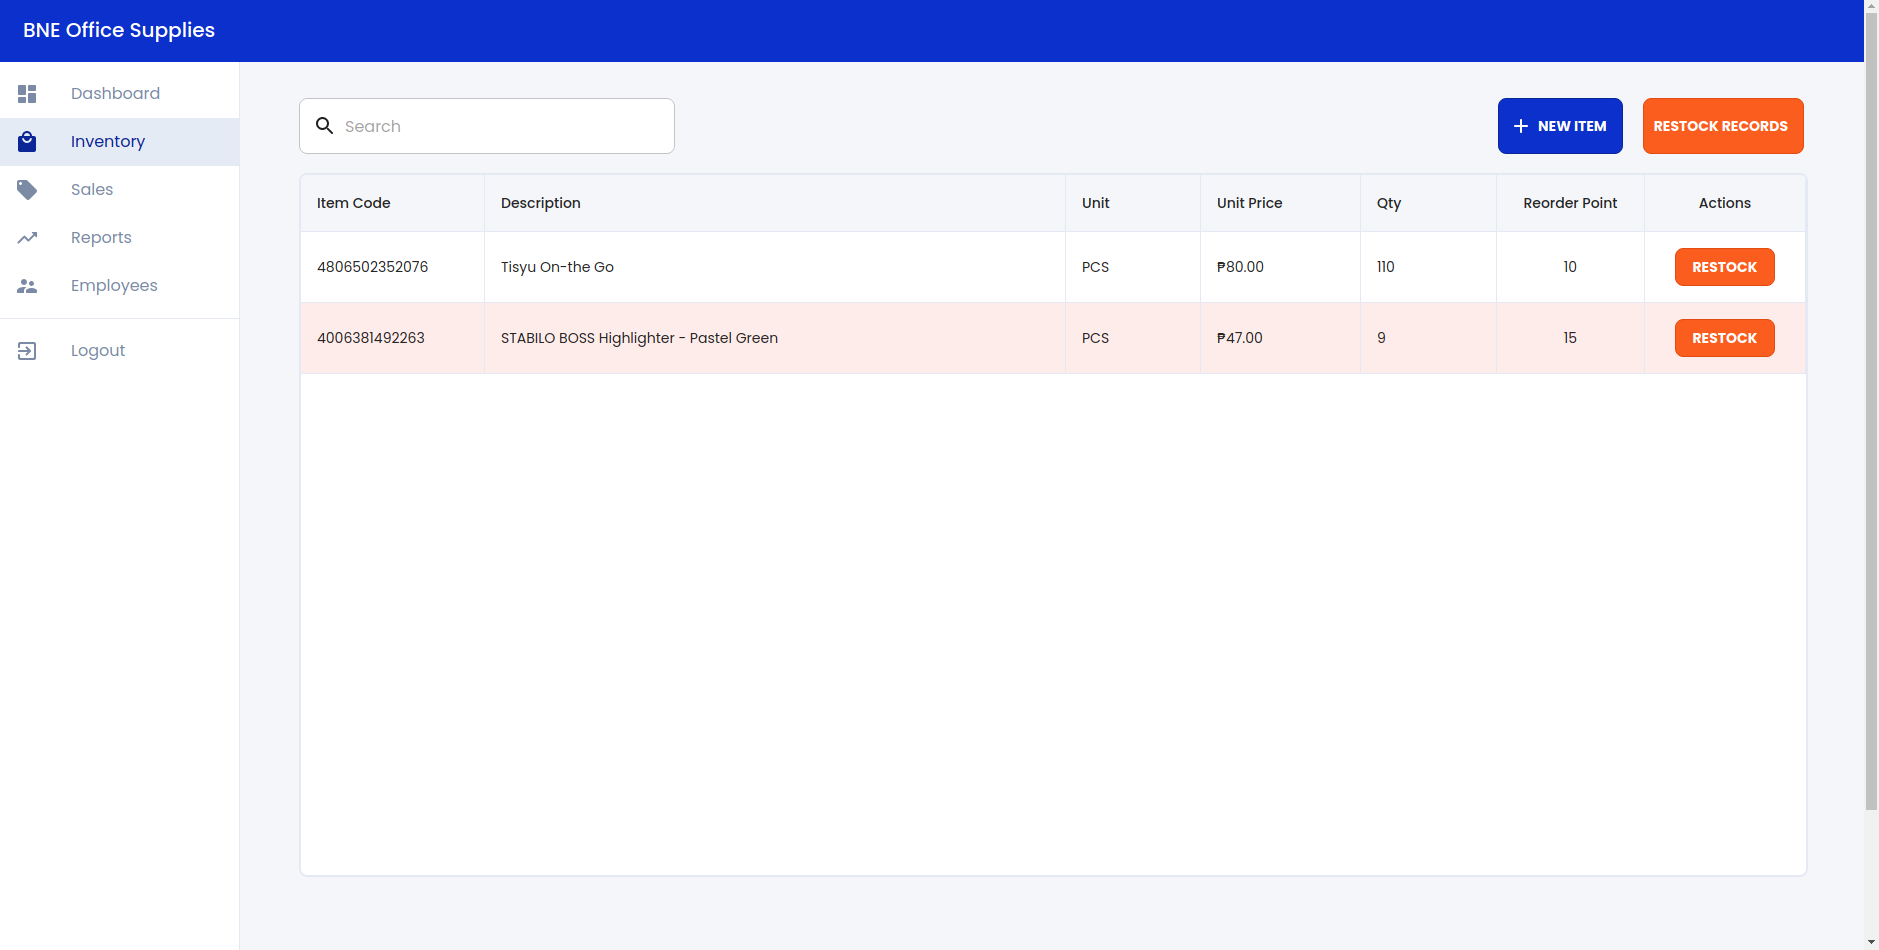 BNE Office Supplies
Dashboard
Inventory
Sales
Reports
Employees
Logout
Search
NEW ITEM
RESTOCK RECORDS
Item Code Description Unit Unit Price Qty Reorder Point Actions
4806502352076 Tisyu On-the Go PCS ₱80.00 110 10 RESTOCK
4006381492263 STABILO BOSS Highlighter - Pastel Green PCS ₱47.00 9 15 RESTOCK